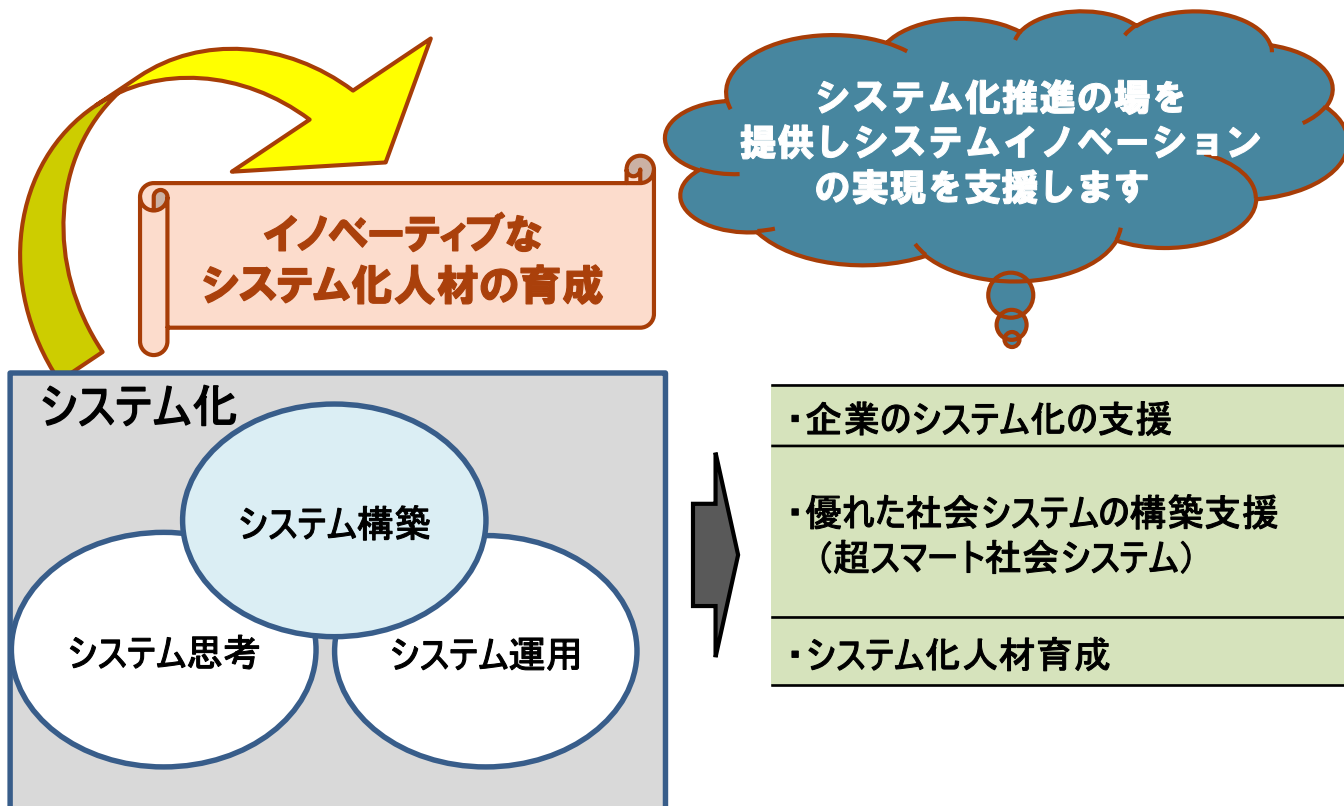 システム化推進の場を
提供しシステムイノベーション
の実現を支援します
イノベーティブな
システム化人材の育成
システム化
システム構築
システム思考
システム運用
・企業のシステム化の支援
・優れた社会システムの構築支援
（超スマート社会システム）
・システム化人材育成